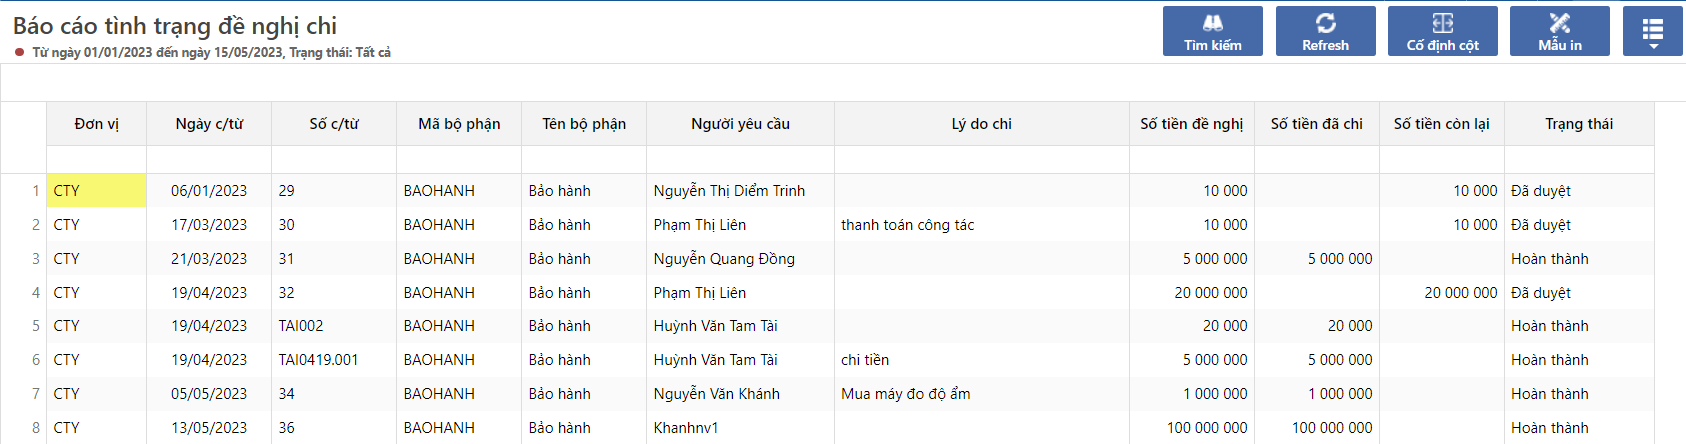 Báo cáo tình trạng đề nghị chi
Từ ngày 01/01/2023 đến ngày 15/05/2023, Trạng thái: Tất cả
Tìm kiếm Refresh Cố định cột Mẫu in
Đơn vị Ngày c/từ Số c/từ Mã bộ phận Tên bộ phận Người yêu cầu Lý do chi Số tiền đề nghị Số tiền đã chi Số tiền còn lại Trạng thái
1 CTY 06/01/2023 29 BAOHANH Bảo hành Nguyễn Thị Diểm Trinh 10 000 10 000 Đã duyệt
2 CTY 17/03/2023 30 BAOHANH Bảo hành Phạm Thị Liên thanh toán công tác 10 000 10 000 Đã duyệt
3 CTY 21/03/2023 31 BAOHANH Bảo hành Nguyễn Quang Đồng 5 000 000 5 000 000 Hoàn thành
4 CTY 19/04/2023 32 BAOHANH Bảo hành Phạm Thị Liên 20 000 000 20 000 000 Đã duyệt
5 CTY 19/04/2023 TAI002 BAOHANH Bảo hành Huỳnh Văn Tam Tài 20 000 20 000 Hoàn thành
6 CTY 19/04/2023 TAI0419.001 BAOHANH Bảo hành Huỳnh Văn Tam Tài chi tiền 5 000 000 5 000 000 Hoàn thành
7 CTY 05/05/2023 34 BAOHANH Bảo hành Nguyễn Văn Khánh Mua máy đo độ ẩm 1 000 000 1 000 000 Hoàn thành
8 CTY 13/05/2023 36 BAOHANH Bảo hành Khanhnv1 100 000 000 100 000 000 Hoàn thành